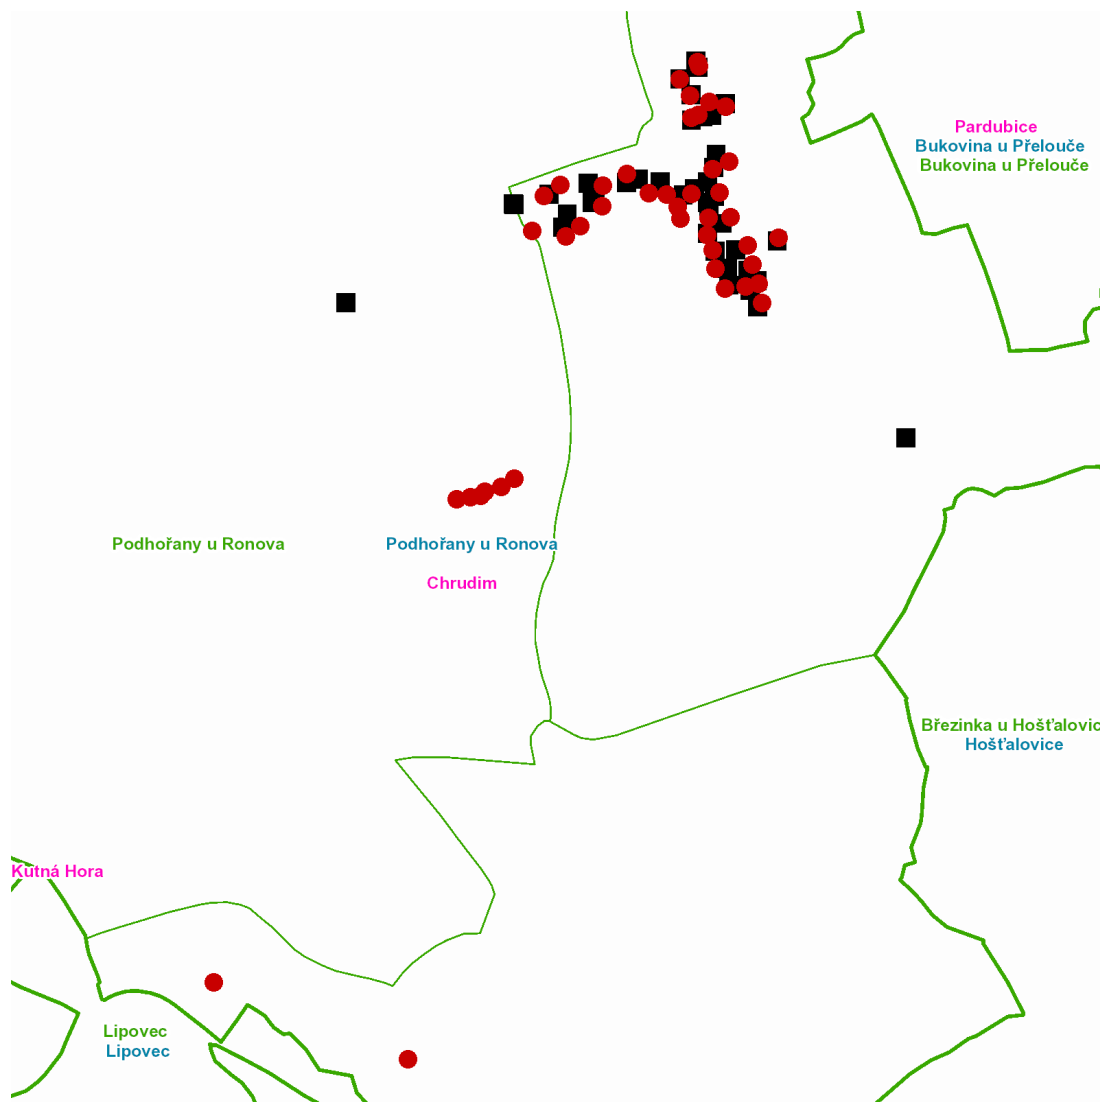 Pardubice
Bukovina u Přelouče
Bukovina u Přelouče
Podhořany u Ronova
Podhořany u Ronova
Chrudim
Březinka u Hošťalovic
Hošťalovice
Kutná Hora
Lipovec
Lipovec